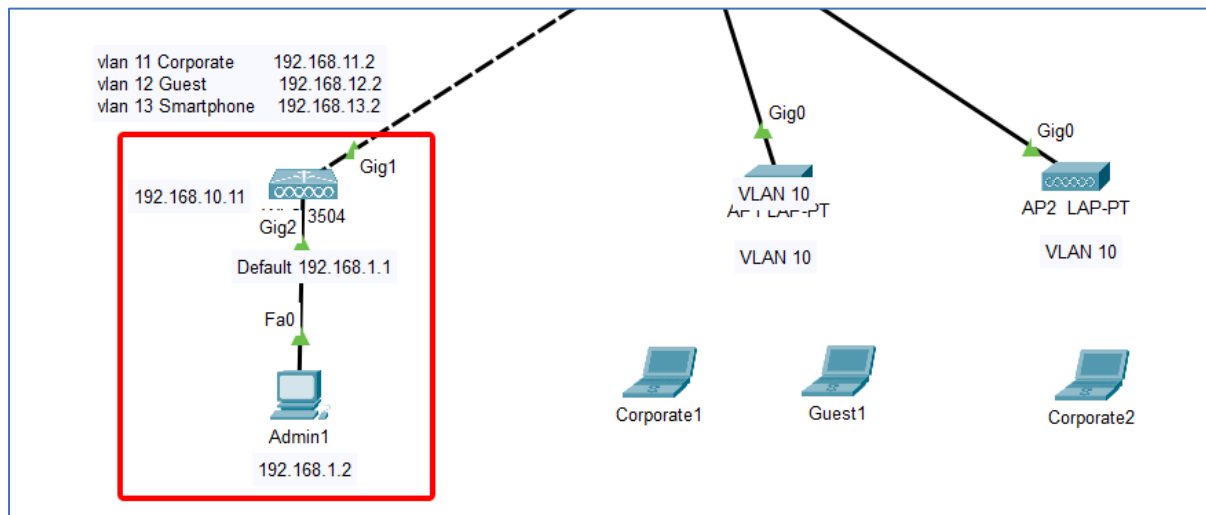 vlan 11 Corporate 192.168.11.2
vlan 12 Guest 192.168.12.2
vlan 13 Smartphone 192.168.13.2
Gig1
192.168.10.11
3504
Gig2
Default 192.168.1.1
Fa0
Admin1
192.168.1.2
Gig0
VLAN 10
LAP-PT
VLAN 10
Gig0
AP2 LAP-PT
VLAN 10
Corporate1
Guest1
Corporate2